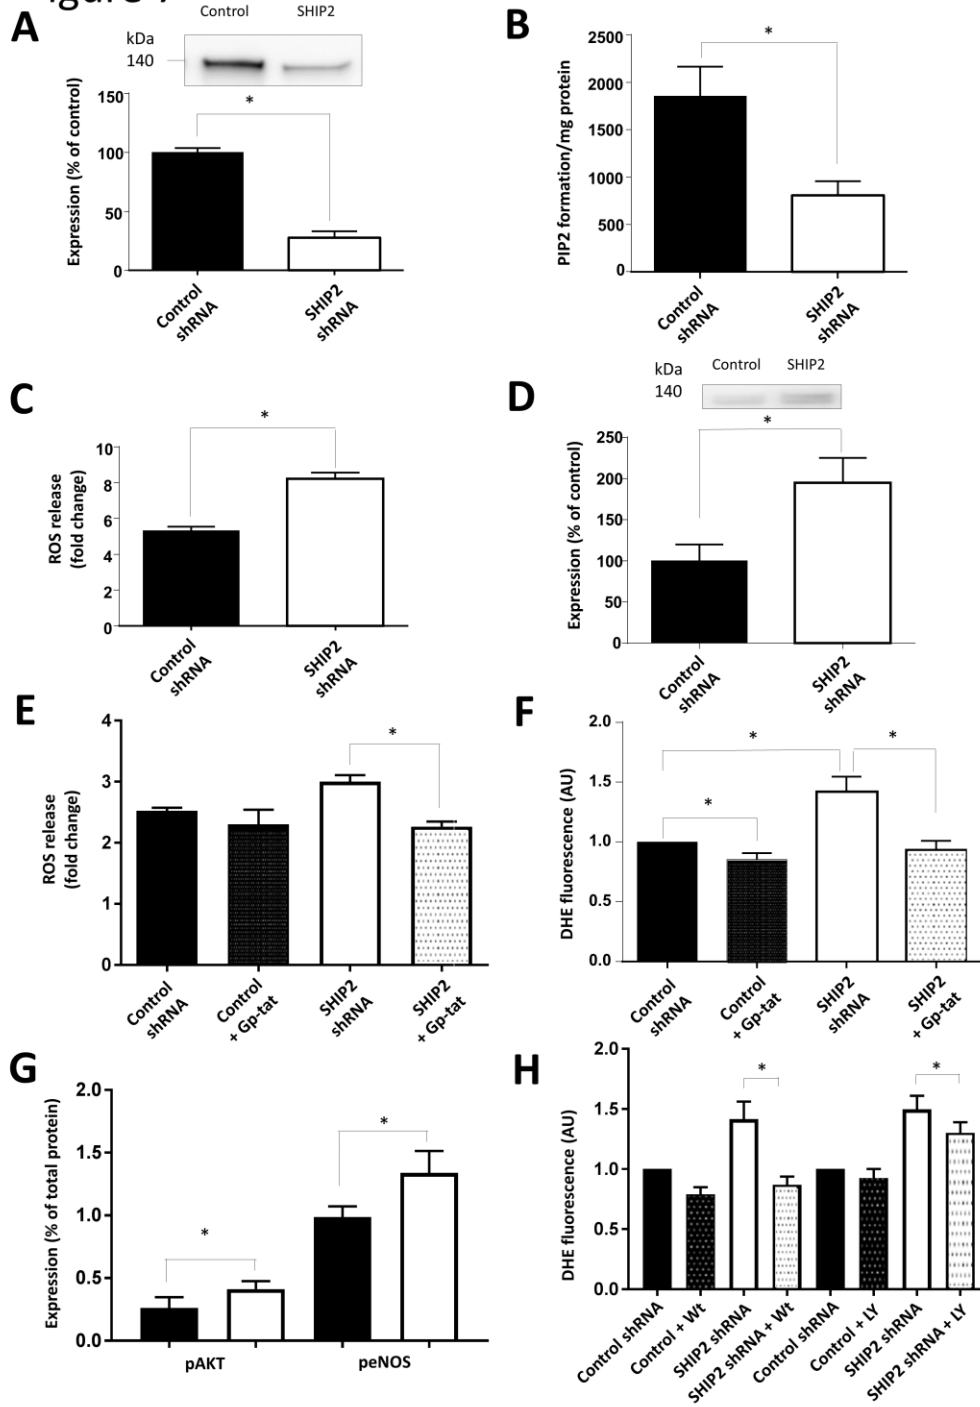 A
Control SHIP2
kDa
140
Expression (% of control)
150
100
50
0
*
Control
shRNA
SHIP2
shRNA
B
PIP2 formation/mg protein
2500
2000
1500
1000
500
0
*
Control
shRNA
SHIP2
shRNA
C
ROS release
(fold change)
10
8
6
4
2
0
*
Control
shRNA
SHIP2
shRNA
D
kDa
140
Control SHIP2
Expression (% of control)
250
200
150
100
50
0
*
Control
shRNA
SHIP2
shRNA
E
ROS release
(fold change)
4
3
2
1
0
*
Control
shRNA
Control
+ Gp-tat
SHIP2
shRNA
SHIP2
+ Gp-tat
F
DHE fluorescence (AU)
2.0
1.5
1.0
0.5
0.0
*
*
*
Control
shRNA
Control
+ Gp-tat
SHIP2
shRNA
SHIP2
+ Gp-tat
G
Expression (% of total protein)
2.0
1.5
1.0
0.5
0.0
*
*
pAKT peNOS
H
DHE fluorescence (AU)
2.0
1.5
1.0
0.5
0.0
*
*
Control shRNA
Control + Wt
SHIP2 shRNA
SHIP2 shRNA + Wt
Control shRNA
Control + LY
SHIP2 shRNA
SHIP2 shRNA + LY